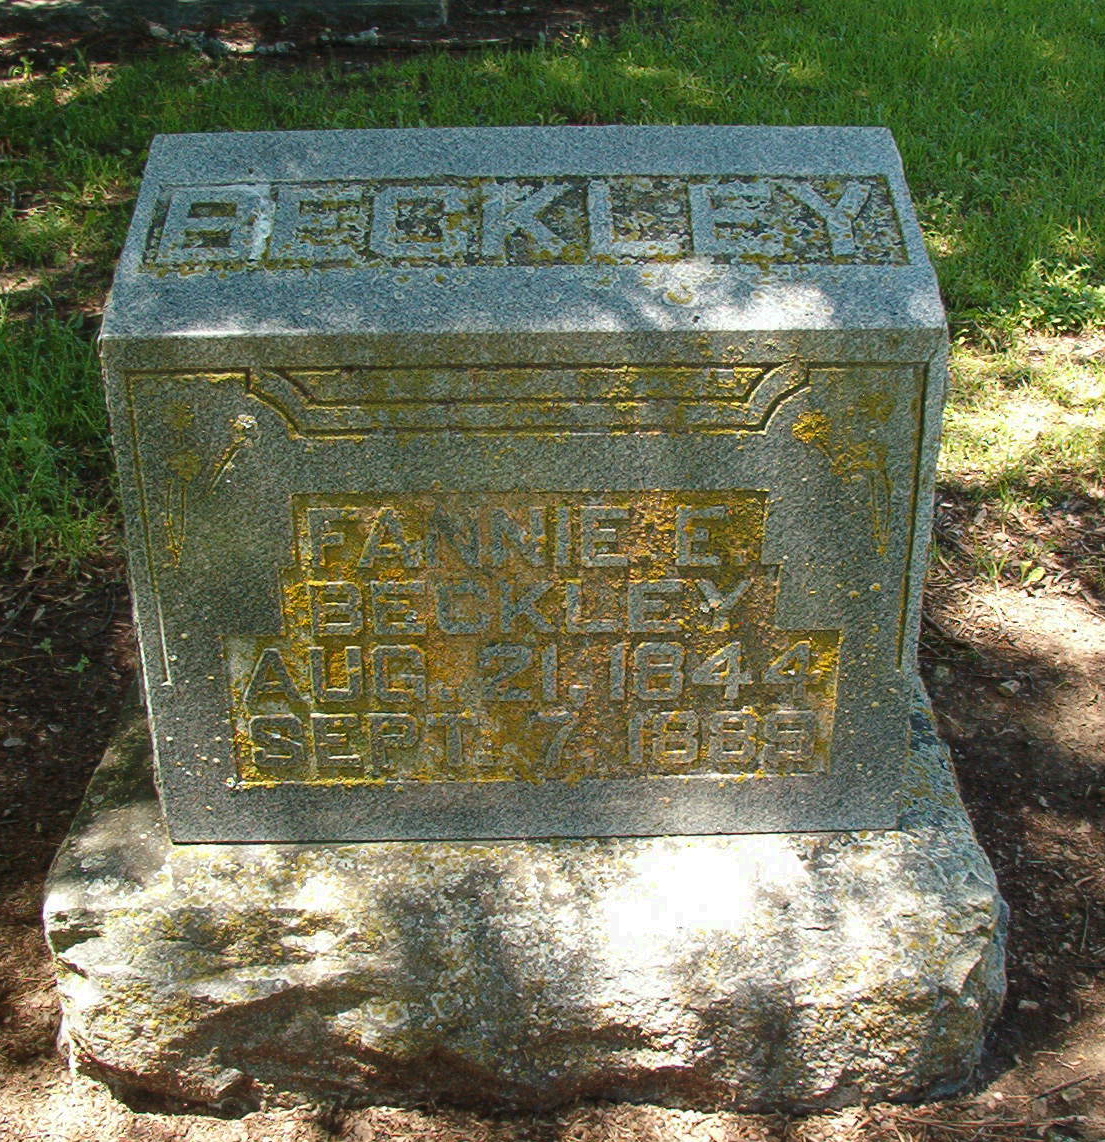 BECKLEY
FANNIE E.
BECKLEY
AUG. 21, 1844
SEPT. 7, 1889